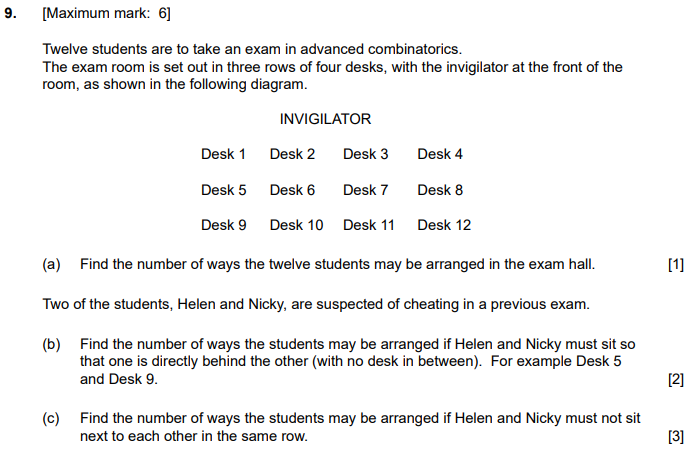 9. [Maximum mark: 6]
Twelve students are to take an exam in advanced combinatorics.
The exam room is set out in three rows of four desks, with the invigilator at the front of the
room, as shown in the following diagram.
INVIGILATOR
Desk 1 Desk 2 Desk 3 Desk 4
Desk 5 Desk 6 Desk 7 Desk 8
Desk 9 Desk 10 Desk 11 Desk 12
(a) Find the number of ways the twelve students may be arranged in the exam hall. [1]
Two of the students, Helen and Nicky, are suspected of cheating in a previous exam.
(b) Find the number of ways the students may be arranged if Helen and Nicky must sit so
that one is directly behind the other (with no desk in between). For example Desk 5
and Desk 9. [2]
(c) Find the number of ways the students may be arranged if Helen and Nicky must not sit
next to each other in the same row. [3]